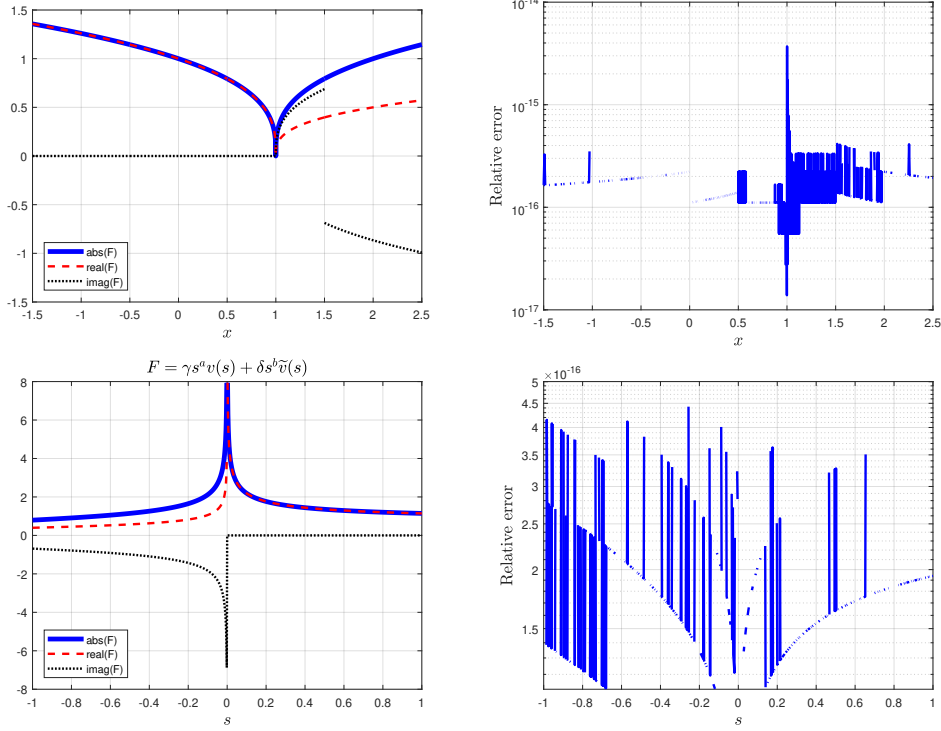 1.5
1
0.5
0
-0.5
-1
-1.5
-1.5 -1 -0.5 0 0.5 1 1.5 2 2.5
x
abs(F)
real(F)
imag(F)
10^-14
10^-15
10^-16
10^-17
Relative error
-1.5 -1 -0.5 0 0.5 1 1.5 2 2.5
x
F = γs^a v(s) + δs^b ṽ(s)
8
6
4
2
0
-2
-4
-6
-8
-1 -0.8 -0.6 -0.4 -0.2 0 0.2 0.4 0.6 0.8 1
s
abs(F)
real(F)
imag(F)
×10^-16
5
4.5
4
3.5
3
2.5
2
1.5
Relative error
-1 -0.8 -0.6 -0.4 -0.2 0 0.2 0.4 0.6 0.8 1
s